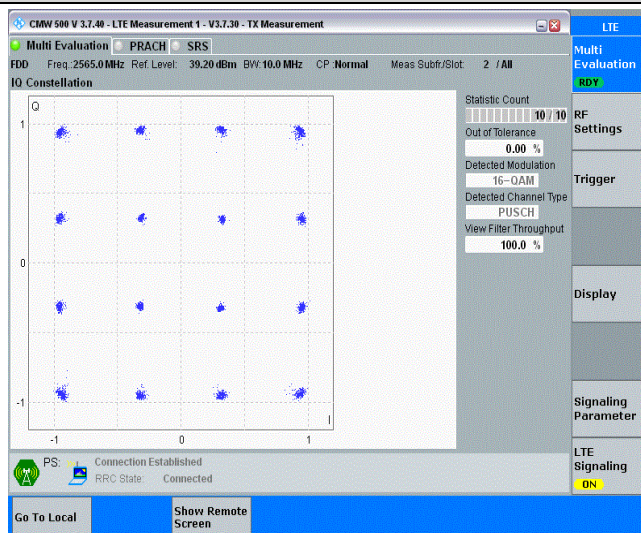 CMW 500 V 3.7.40 - LTE Measurement 1 - V3.7.30 - TX Measurement
LTE
Multi Evaluation PRACH SRS
Multi Evaluation
RDY
FDD Freq.:2565.0 MHz Ref. Level: 39.20 dBm BW:10.0 MHz CP :Normal Meas Subfr./Slot: 2 / All
IQ Constellation
Q
1
0
-1
-1 0 1
I
Statistic Count
10 / 10
Out of Tolerance
0.00 %
Detected Modulation
16-QAM
Detected Channel Type
PUSCH
View Filter Throughput
100.0 %
RF
Settings
Trigger
Display
Signaling
Parameter
LTE
Signaling
ON
PS: Connection Established
RRC State: Connected
Go To Local
Show Remote
Screen